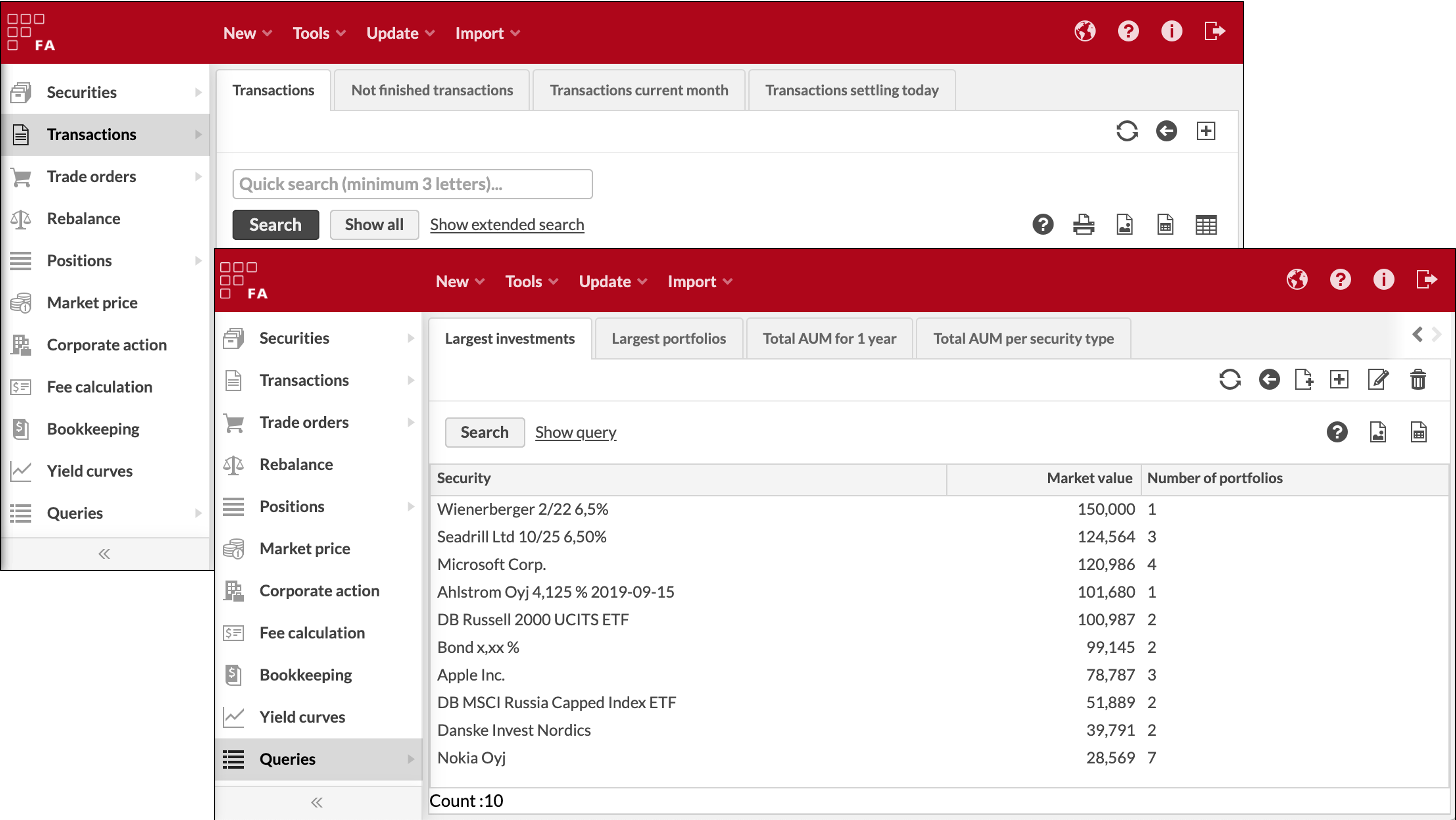 FA
New Tools Update Import
Securities
Transactions
Trade orders
Rebalance
Positions
Market price
Corporate action
Fee calculation
Bookkeeping
Yield curves
Queries
Transactions Not finished transactions Transactions current month Transactions settling today
Quick search (minimum 3 letters)...
Search Show all Show extended search
FA
New Tools Update Import
Securities
Transactions
Trade orders
Rebalance
Positions
Market price
Corporate action
Fee calculation
Bookkeeping
Yield curves
Queries
Largest investments Largest portfolios Total AUM for 1 year Total AUM per security type
Search Show query
Security Market value Number of portfolios
Wienerberger 2/22 6,5% 150,000 1
Seadrill Ltd 10/25 6,50% 124,564 3
Microsoft Corp. 120,986 4
Ahlstrom Oyj 4,125 % 2019-09-15 101,680 1
DB Russell 2000 UCITS ETF 100,987 2
Bond x,xx % 99,145 2
Apple Inc. 78,787 3
DB MSCI Russia Capped Index ETF 51,889 2
Danske Invest Nordics 39,791 2
Nokia Oyj 28,569 7
Count :10